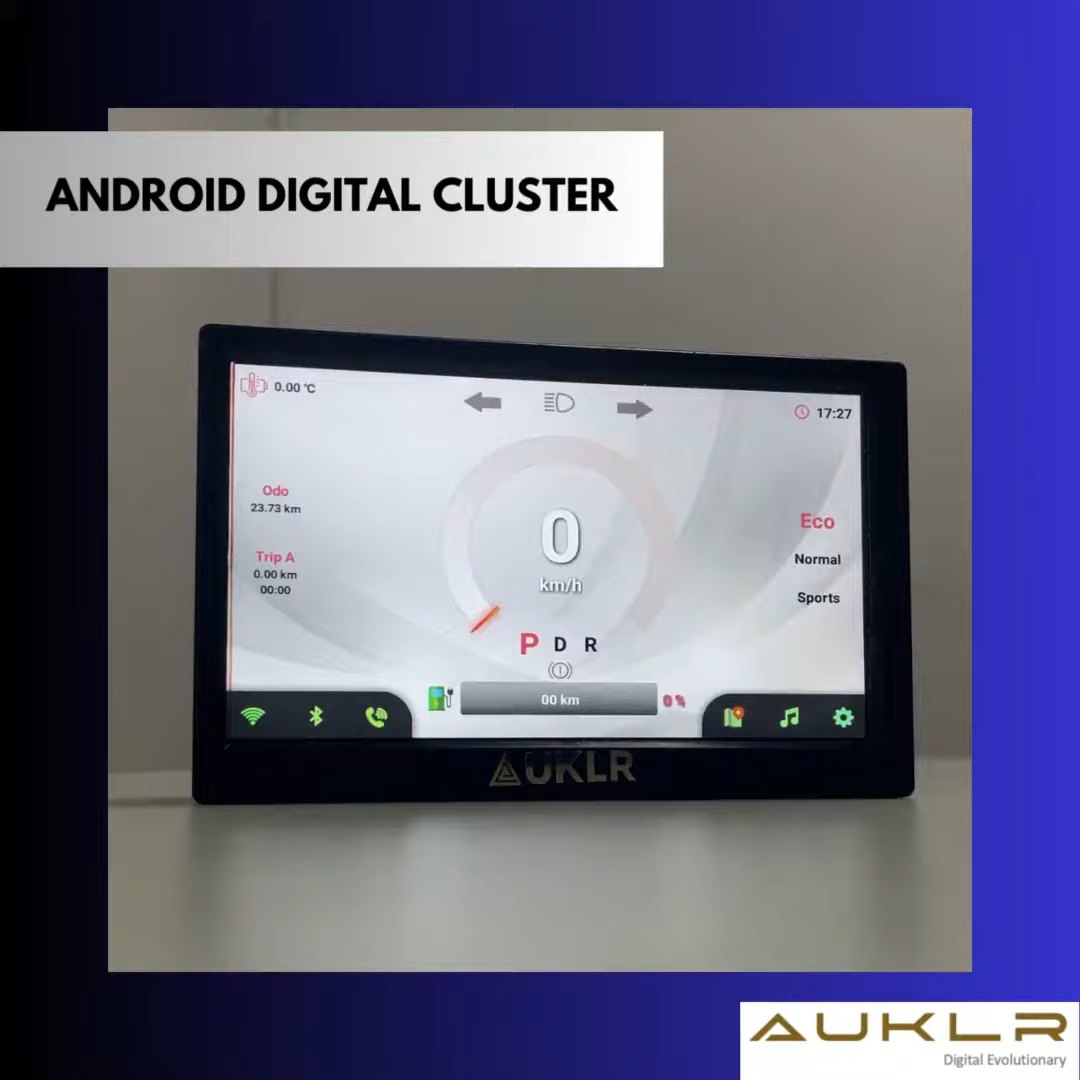 ANDROID DIGITAL CLUSTER
0.00 °C
17:27
Odo
23.73 km
Trip A
0.00 km
00:00
0
km/h
Eco
Normal
Sports
P D R
00 km
0 %
AUKLR
AUKLR
Digital Evolutionary